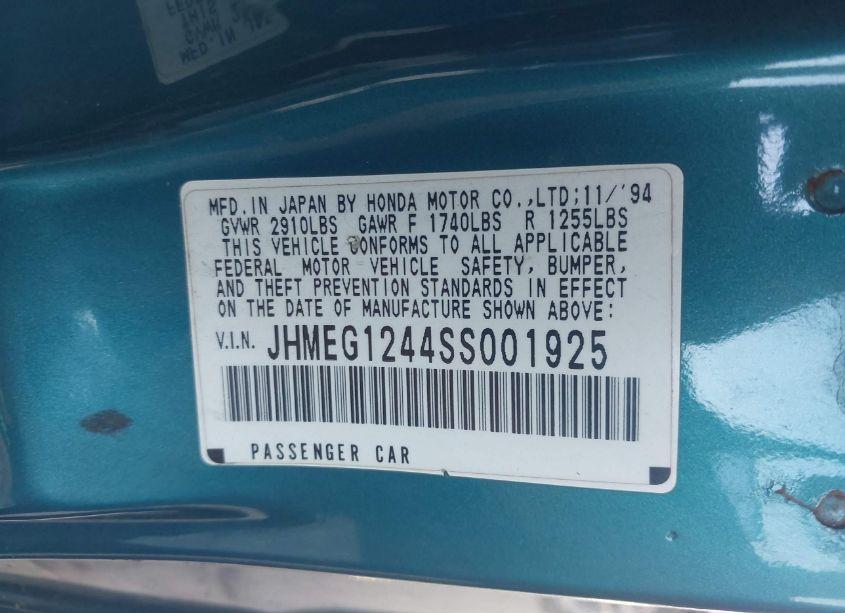 MFD.IN JAPAN BY HONDA MOTOR CO.,LTD;11/'94
GVWR 2910LBS GAWR F 1740LBS R 1255LBS
THIS VEHICLE CONFORMS TO ALL APPLICABLE
FEDERAL MOTOR VEHICLE SAFETY, BUMPER,
AND THEFT PREVENTION STANDARDS IN EFFECT
ON THE DATE OF MANUFACTURE SHOWN ABOVE:
V.I.N. JHMEG1244SS001925
PASSENGER CAR